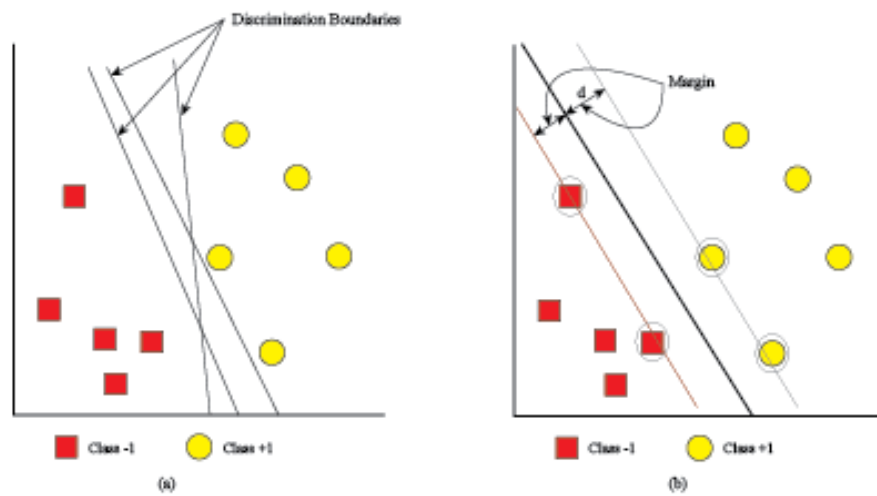 Discrimination Boundaries
d
Margin
Class -1
Class +1
Class -1
Class +1
(a)
(b)